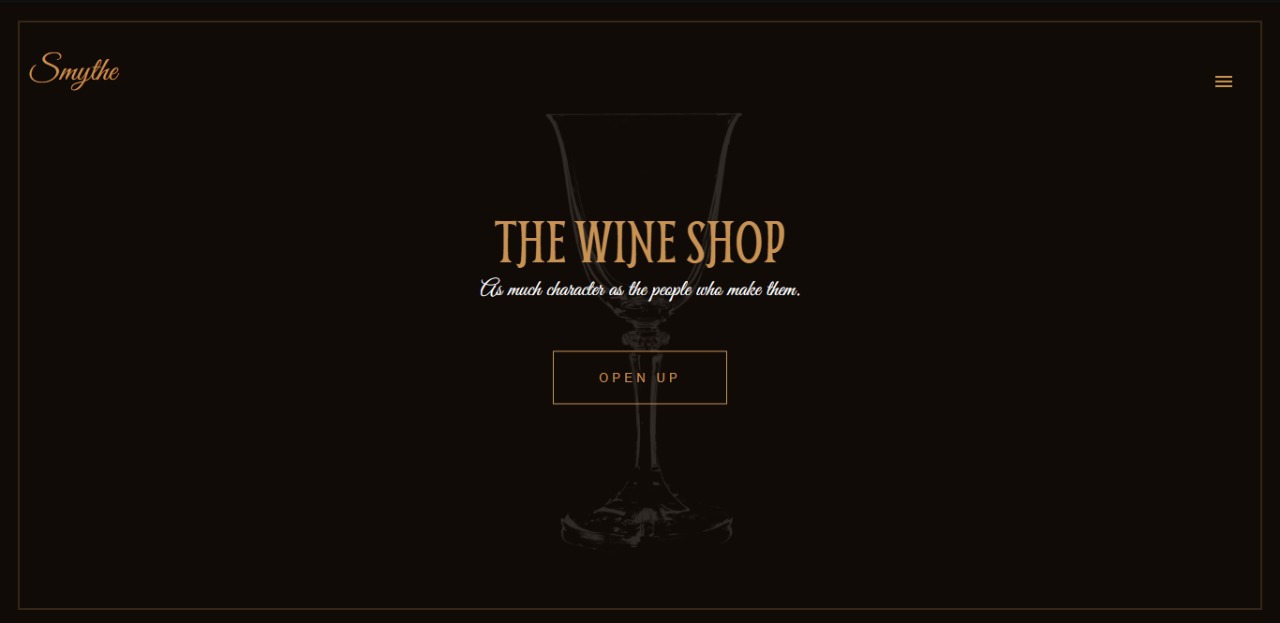 Smythe
THE WINE SHOP
As much character as the people who make them.
OPEN UP